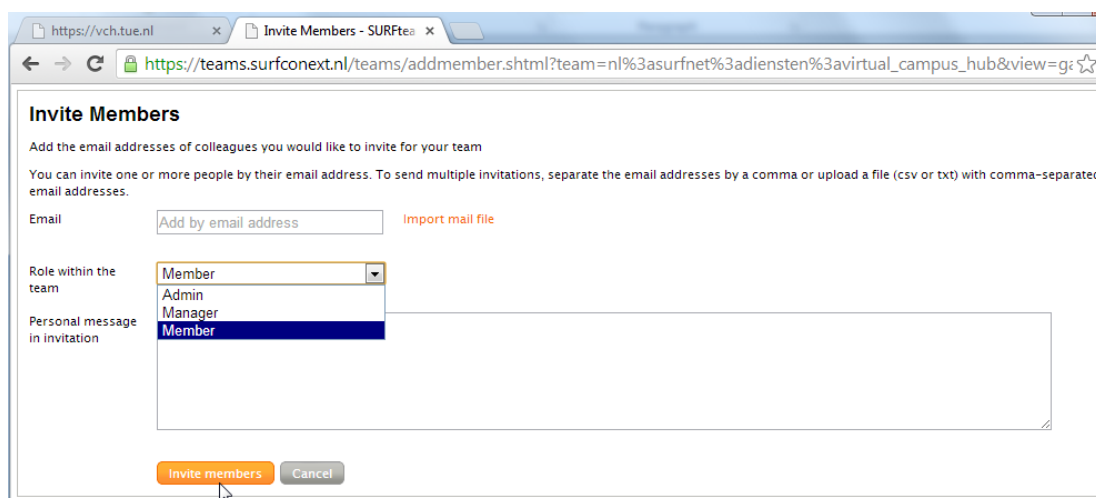 https://vch.tue.nl
Invite Members - SURFtea
https://teams.surfconext.nl/teams/addmember.shtml?team=nl%3asurfnet%3adiensten%3avirtual_campus_hub&view=ga
Invite Members
Add the email addresses of colleagues you would like to invite for your team
You can invite one or more people by their email address. To send multiple invitations, separate the email addresses by a comma or upload a file (csv or txt) with comma-separated
email addresses.
Email
Add by email address
Import mail file
Role within the
team
Member
Admin
Manager
Member
Personal message
in invitation
Invite members
Cancel